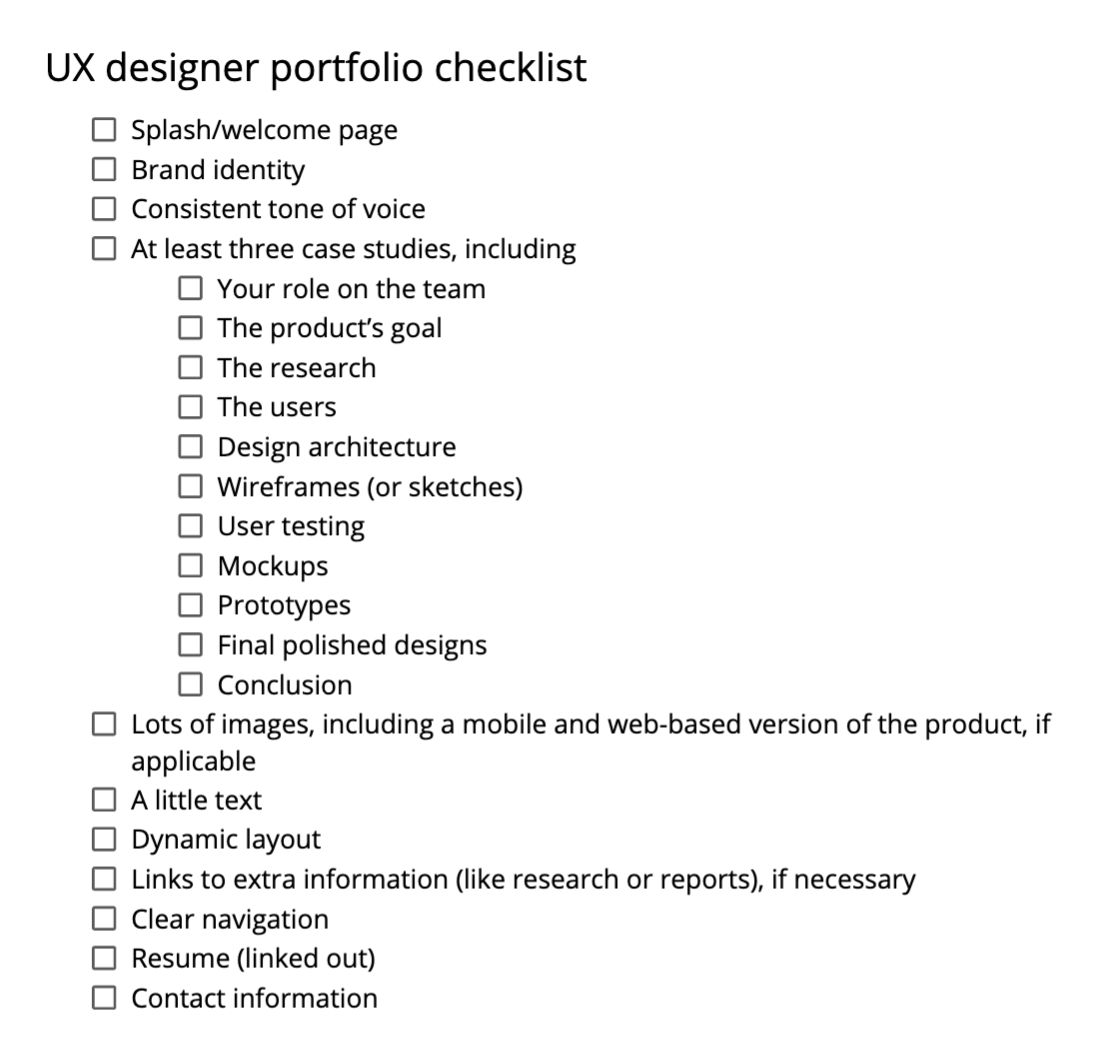 UX designer portfolio checklist
Splash/welcome page
Brand identity
Consistent tone of voice
At least three case studies, including
Your role on the team
The product’s goal
The research
The users
Design architecture
Wireframes (or sketches)
User testing
Mockups
Prototypes
Final polished designs
Conclusion
Lots of images, including a mobile and web-based version of the product, if
applicable
A little text
Dynamic layout
Links to extra information (like research or reports), if necessary
Clear navigation
Resume (linked out)
Contact information